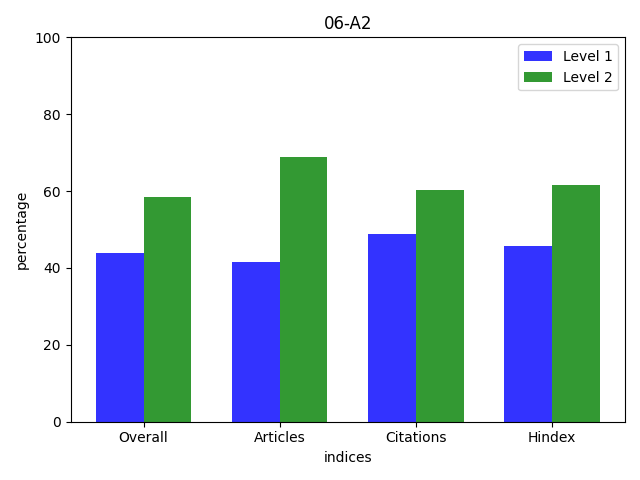 06-A2
100
80
60
40
20
0
percentage
Level 1
Level 2
Overall Articles Citations Hindex
indices